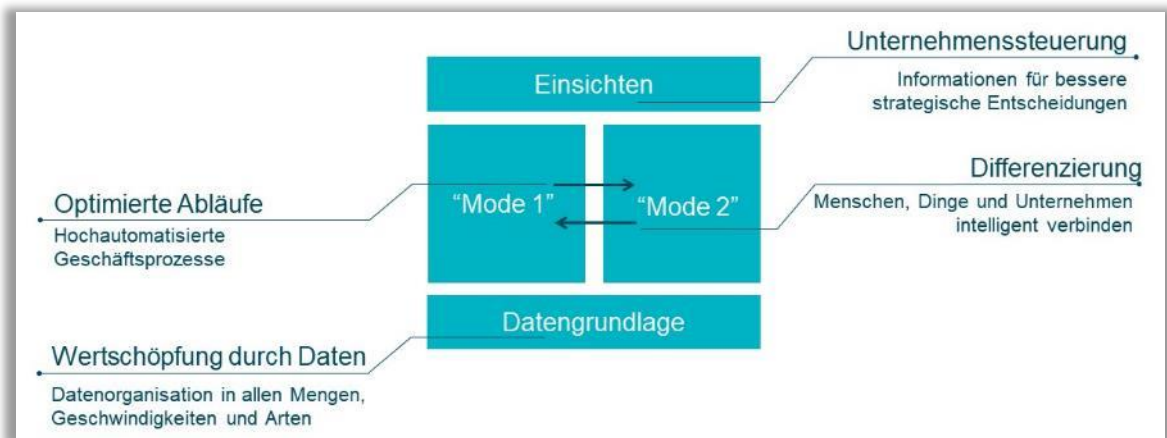 Unternehmenssteuerung
Informationen für bessere
strategische Entscheidungen
Einsichten
Differenzierung
Menschen, Dinge und Unternehmen
intelligent verbinden
“Mode 1”
“Mode 2”
Optimierte Abläufe
Hochautomatisierte
Geschäftsprozesse
Datengrundlage
Wertschöpfung durch Daten
Datenorganisation in allen Mengen,
Geschwindigkeiten und Arten